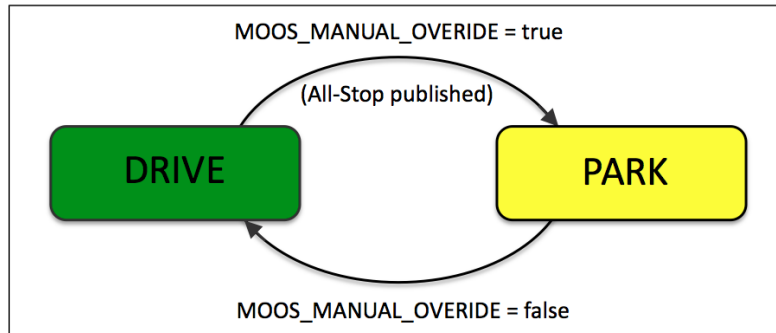 MOOS_MANUAL_OVERIDE = true
(All-Stop published)
DRIVE
PARK
MOOS_MANUAL_OVERIDE = false